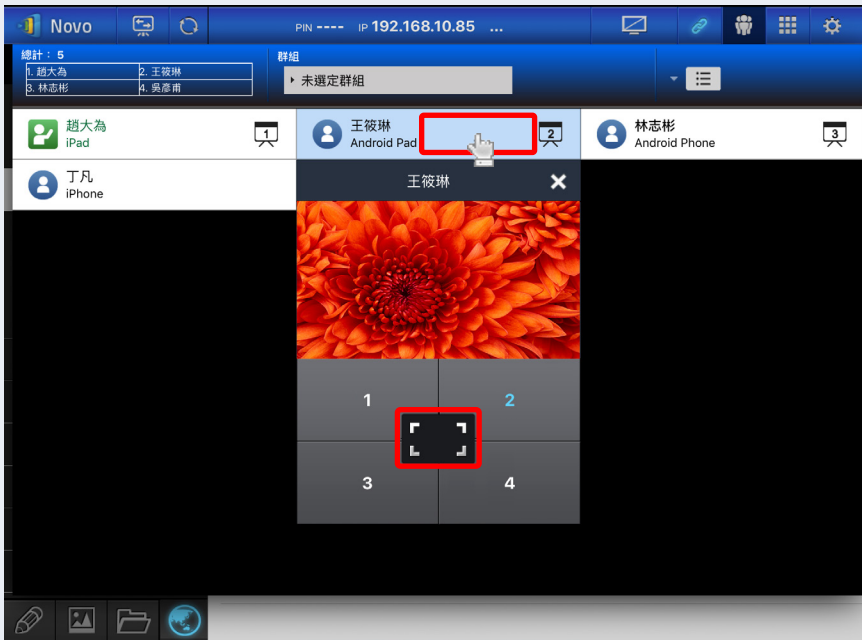 Novo PIN ---- IP 192.168.10.85 ...
總計： 5
1. 趙大為 2. 王筱琳
3. 林志彬 4. 吳彥甫
群組
未選定群組
趙大為
iPad
1
王筱琳
Android Pad
2
林志彬
Android Phone
3
丁凡
iPhone
王筱琳
1 2
3 4